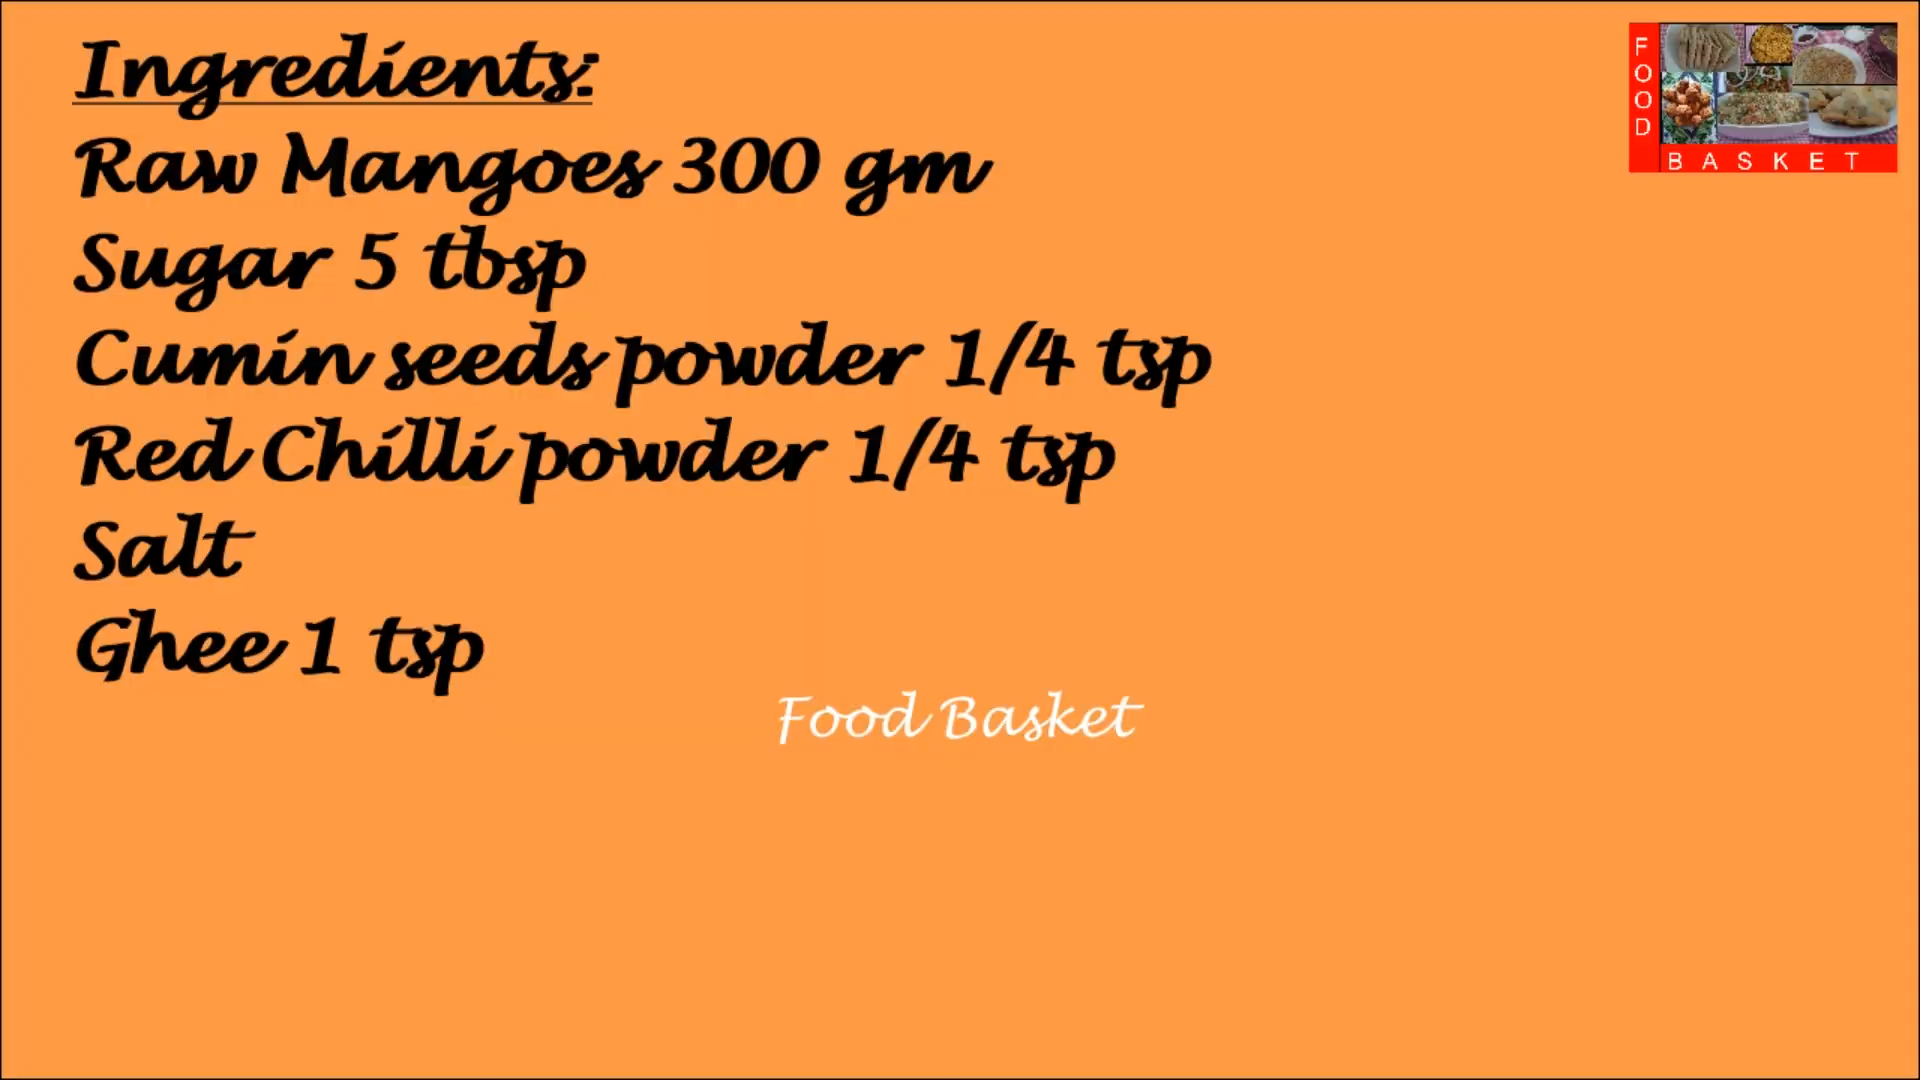 Ingredients:
Raw Mangoes 300 gm
Sugar 5 tbsp
Cumin seeds powder 1/4 tsp
Red Chilli powder 1/4 tsp
Salt
Ghee 1 tsp
Food Basket
FOOD
BASKET